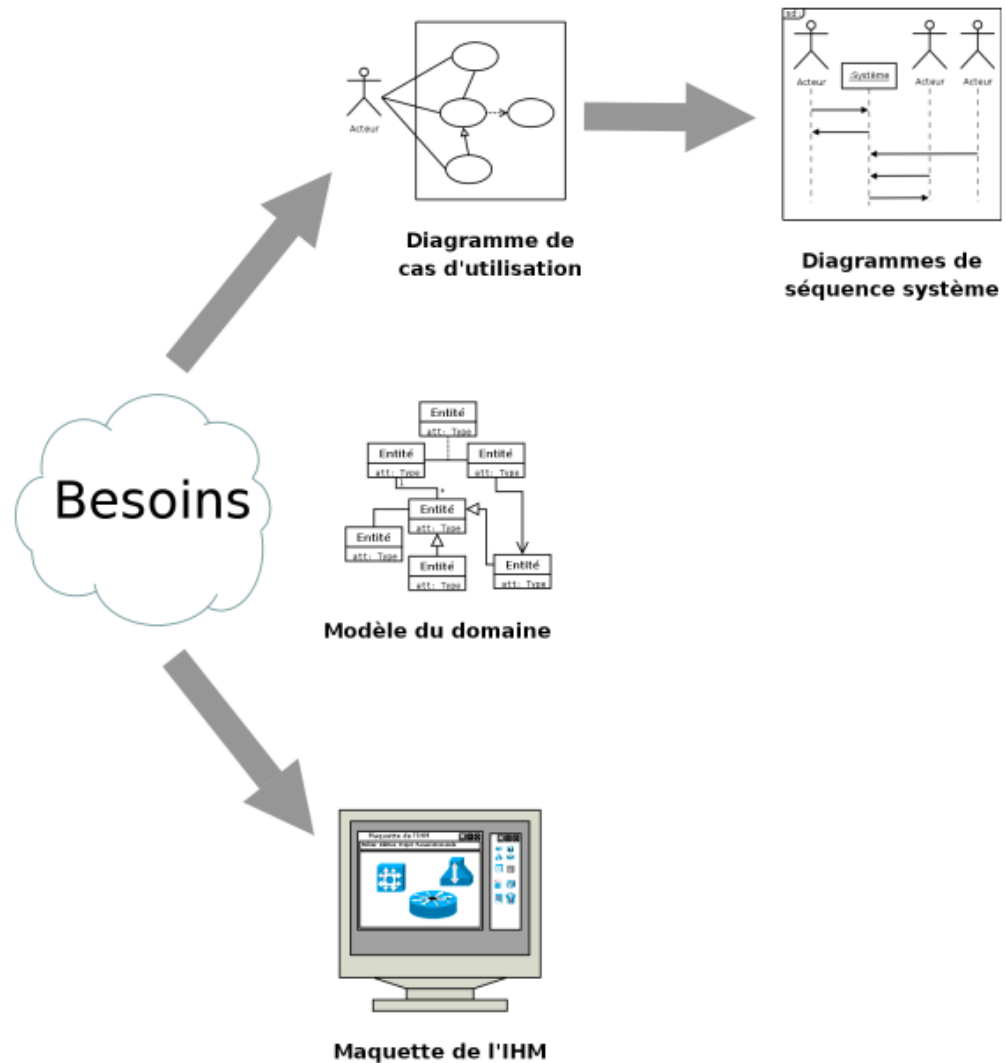 sd
Acteur
:Système
Acteur
Acteur
Acteur
Diagramme de
cas d'utilisation
Diagrammes de
séquence système
Besoins
Entité
att: Type
Entité
att: Type
Entité
att: Type
1
*
Entité
att: Type
Entité
att: Type
Entité
att: Type
Entité
att: Type
Modèle du domaine
Maquette de l'IHM
Maquette de l'IHM